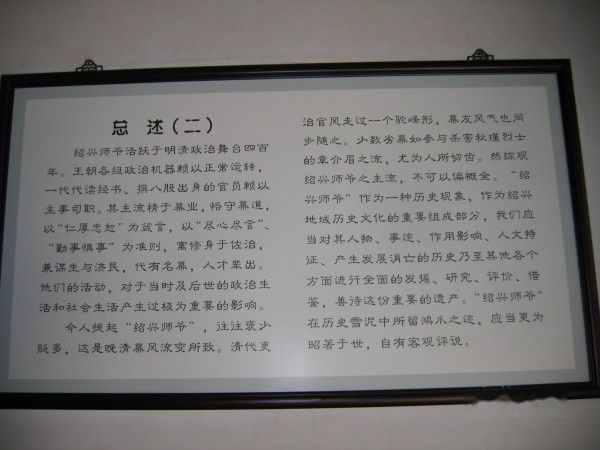 总 述（二）
绍兴师爷活跃于明清政治舞台四百
年。王朝各级政治机器赖以正常运转，
一代代读经书、撰八股出身的官员赖以
主事司职。其主流精于幕业，恪守幕道，
以“仁厚忠恕”为箴言，以“尽心尽言”、
“勤事慎事”为准则，寓修身于佐治，
兼谋生与济民，代有名幕，人才辈出。
他们的活动，对于当时及后世的政治生
活和社会生活产生过极为重要的影响。
今人提起“绍兴师爷”，往往褒少
贬多，这是晚清幕风流变所致。清代吏
治官风走过一个驼峰形，幕友风气也同
步随之。少数劣幕如参与杀害秋瑾烈士
的章介眉之流，尤为人所切齿。然综观
绍兴师爷之主流，不可以偏概全。“绍
兴师爷”作为一种历史现象，作为绍兴
地域历史文化的重要组成部分，我们应
当对其人物、事迹、作用影响、人文特
征、产生发展消亡的历史乃至其他各个
方面进行全面的发掘、研究、评价、借
鉴，善待这份重要的遗产。“绍兴师爷”
在历史雪泥中所留鸿爪之迹，应当更为
昭著于世，自有客观评说。